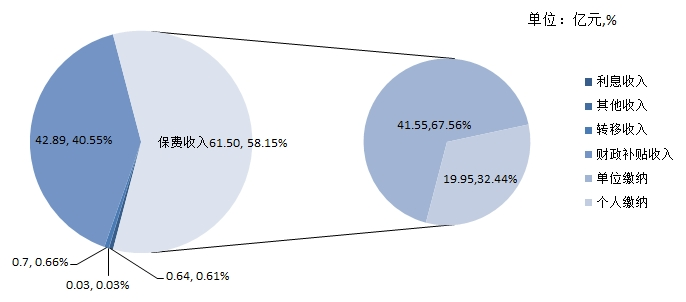 单位：亿元,%
42.89, 40.55%
保费收入61.50, 58.15%
0.7, 0.66%
0.03, 0.03%
0.64, 0.61%
41.55,67.56%
19.95,32.44%
利息收入
其他收入
转移收入
财政补贴收入
单位缴纳
个人缴纳